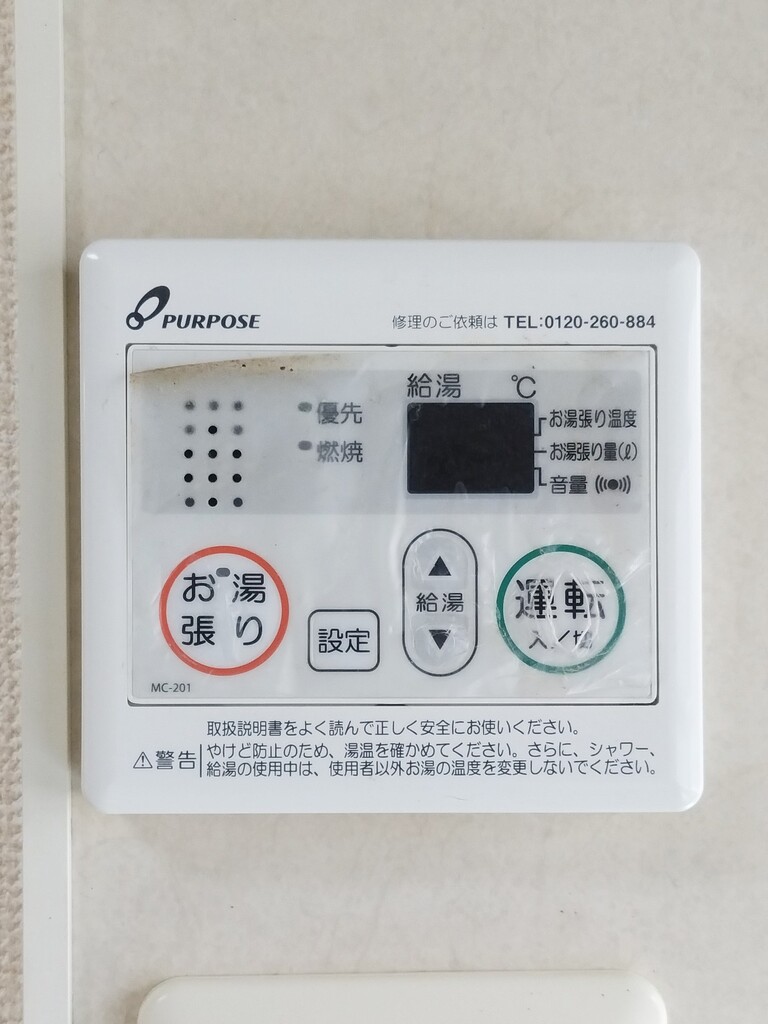 PURPOSE
修理のご依頼は TEL:0120-260-884
給湯 ℃
優先
燃焼
お湯張り温度
お湯張り量(ℓ)
音量
お湯
張り
設定
▲
給湯
▼
運転
入/切
MC-201
取扱説明書をよく読んで正しく安全にお使いください。
⚠警告
やけど防止のため、湯温を確かめてください。さらに、シャワー、
給湯の使用中は、使用者以外お湯の温度を変更しないでください。